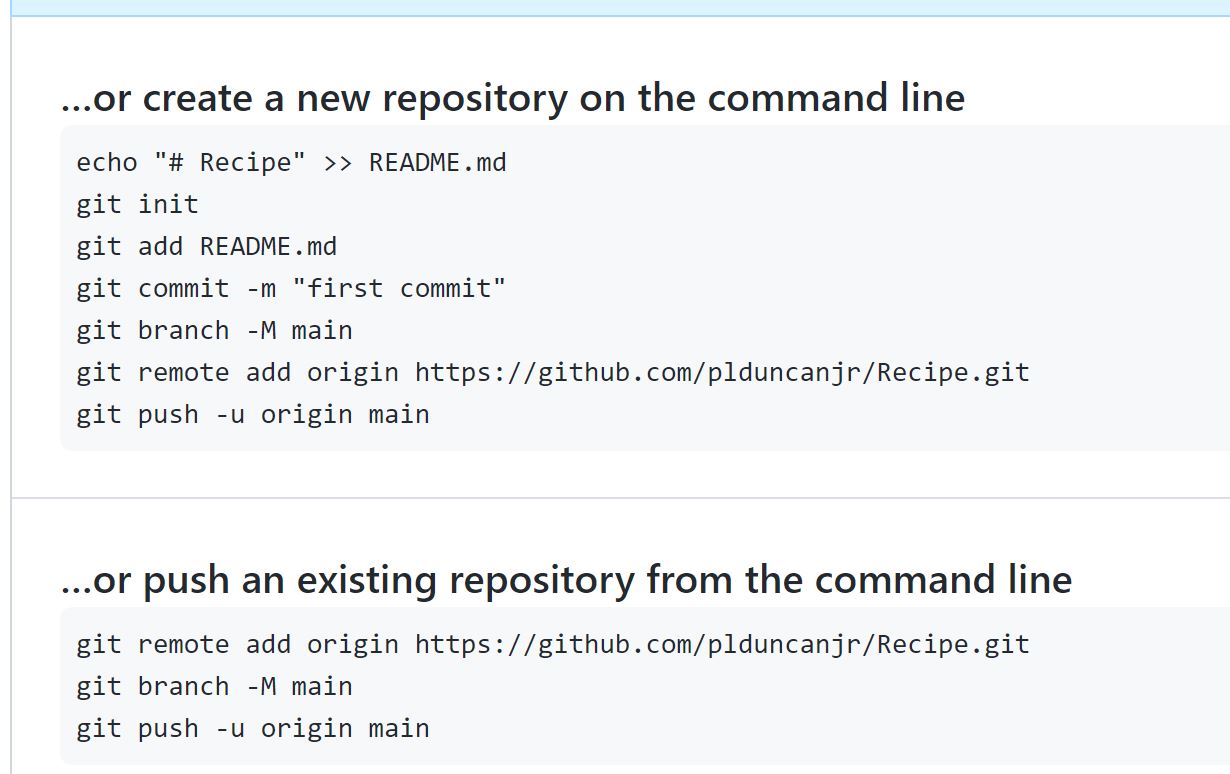 ...or create a new repository on the command line
echo "# Recipe" >> README.md
git init
git add README.md
git commit -m "first commit"
git branch -M main
git remote add origin https://github.com/plduncanjr/Recipe.git
git push -u origin main
...or push an existing repository from the command line
git remote add origin https://github.com/plduncanjr/Recipe.git
git branch -M main
git push -u origin main